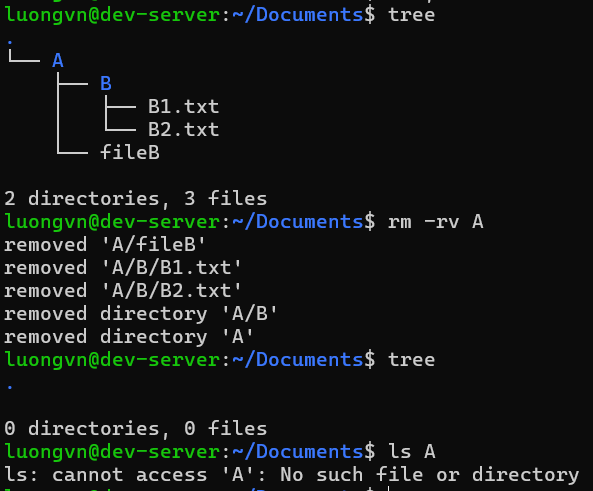 luongvn@dev-server:~/Documents$ tree
.
└── A
    ├── B
    │   ├── B1.txt
    │   └── B2.txt
    └── fileB

2 directories, 3 files
luongvn@dev-server:~/Documents$ rm -rv A
removed 'A/fileB'
removed 'A/B/B1.txt'
removed 'A/B/B2.txt'
removed directory 'A/B'
removed directory 'A'
luongvn@dev-server:~/Documents$ tree
.

0 directories, 0 files
luongvn@dev-server:~/Documents$ ls A
ls: cannot access 'A': No such file or directory